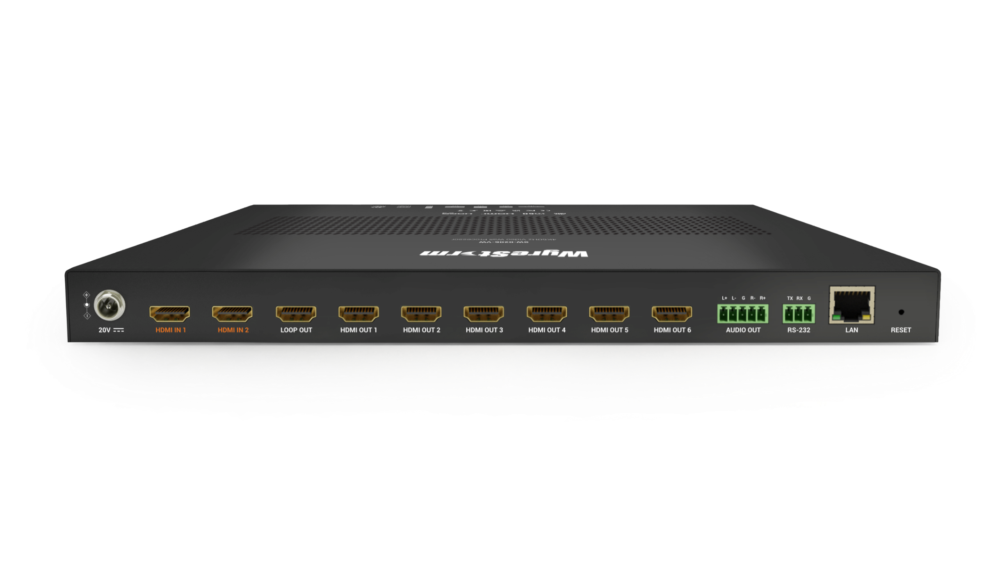 WyreStorm
SW-0206-VW
4K60Hz Video Wall Processor
L+ L- G R- R+
TX RX G
20V
HDMI IN 1
HDMI IN 2
LOOP OUT
HDMI OUT 1
HDMI OUT 2
HDMI OUT 3
HDMI OUT 4
HDMI OUT 5
HDMI OUT 6
AUDIO OUT
RS-232
LAN
RESET